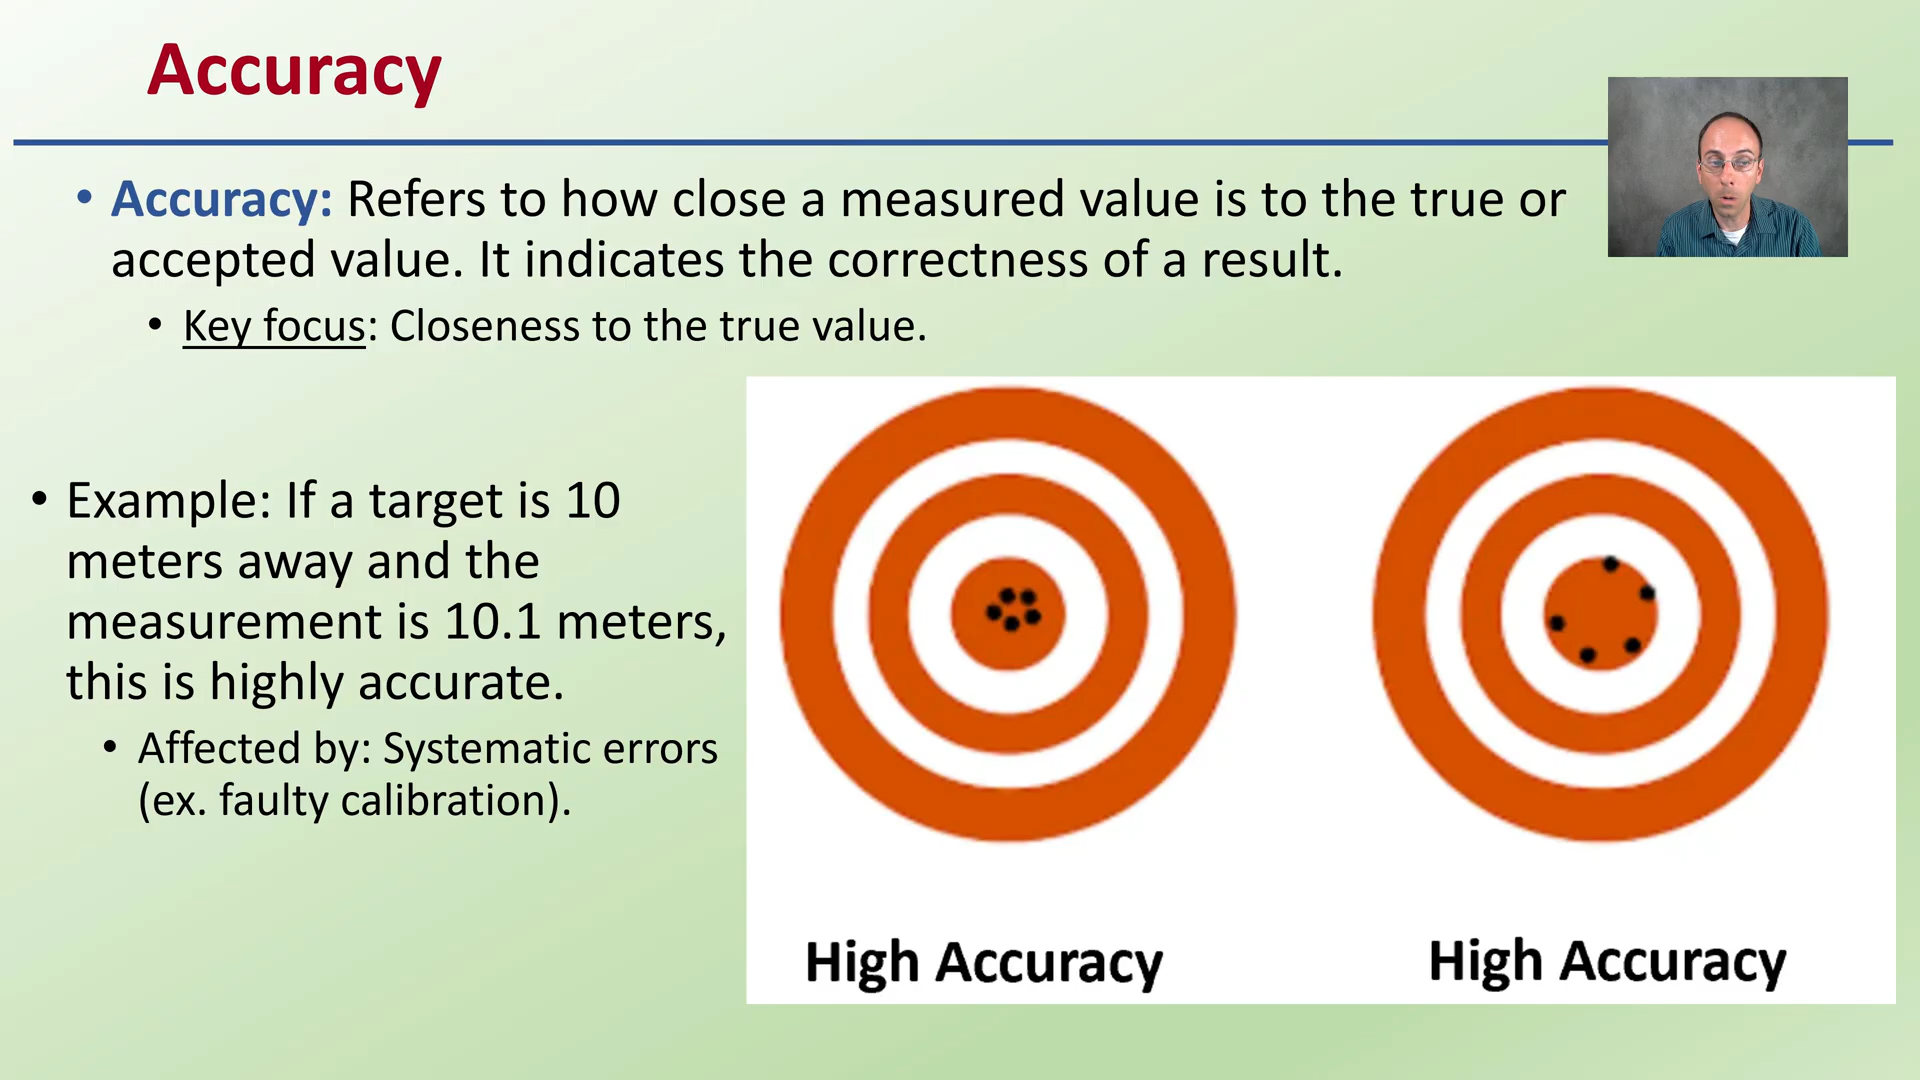 Accuracy
• Accuracy: Refers to how close a measured value is to the true or
accepted value. It indicates the correctness of a result.
• Key focus: Closeness to the true value.
• Example: If a target is 10
meters away and the
measurement is 10.1 meters,
this is highly accurate.
• Affected by: Systematic errors
(ex. faulty calibration).
High Accuracy
High Accuracy